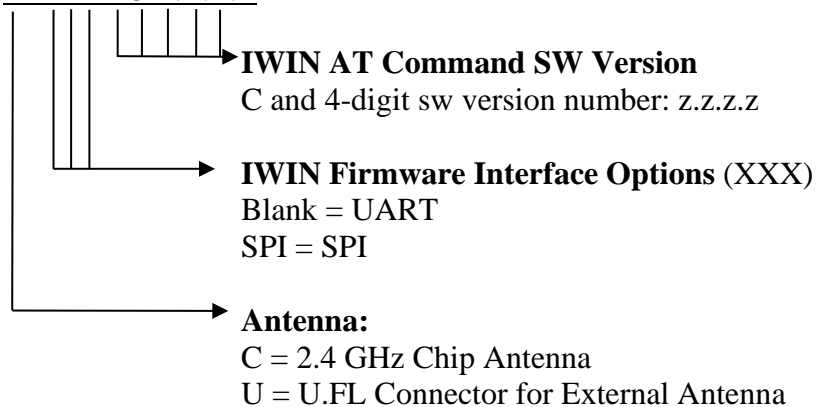 IWIN AT Command SW Version
C and 4-digit sw version number: z.z.z.z
IWIN Firmware Interface Options (XXX)
Blank = UART
SPI = SPI
Antenna:
C = 2.4 GHz Chip Antenna
U = U.FL Connector for External Antenna